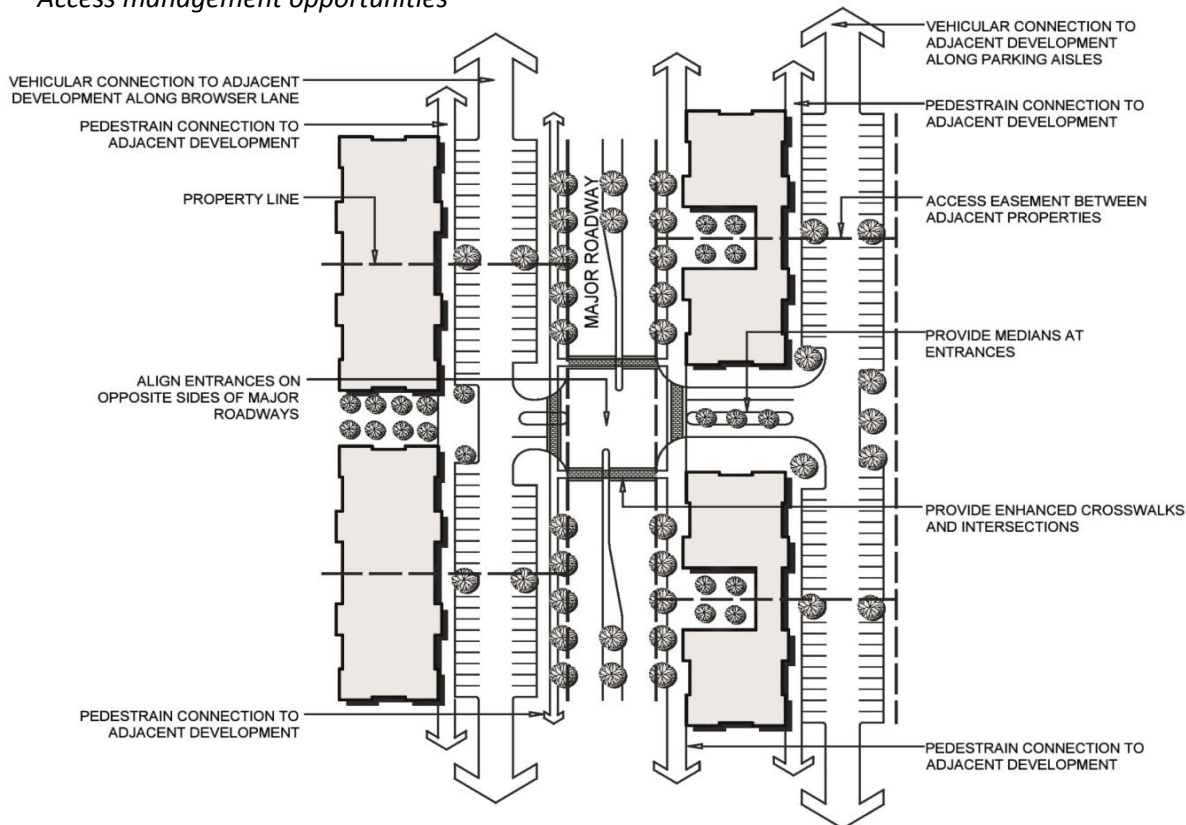 Access management opportunities
VEHICULAR CONNECTION TO ADJACENT
DEVELOPMENT ALONG BROWSER LANE
PEDESTRAIN CONNECTION TO
ADJACENT DEVELOPMENT
PROPERTY LINE
ALIGN ENTRANCES ON
OPPOSITE SIDES OF MAJOR
ROADWAYS
PEDESTRAIN CONNECTION TO
ADJACENT DEVELOPMENT
MAJOR ROADWAY
VEHICULAR CONNECTION TO
ADJACENT DEVELOPMENT
ALONG PARKING AISLES
PEDESTRAIN CONNECTION TO
ADJACENT DEVELOPMENT
ACCESS EASEMENT BETWEEN
ADJACENT PROPERTIES
PROVIDE MEDIANS AT
ENTRANCES
PROVIDE ENHANCED CROSSWALKS
AND INTERSECTIONS
PEDESTRAIN CONNECTION TO
ADJACENT DEVELOPMENT